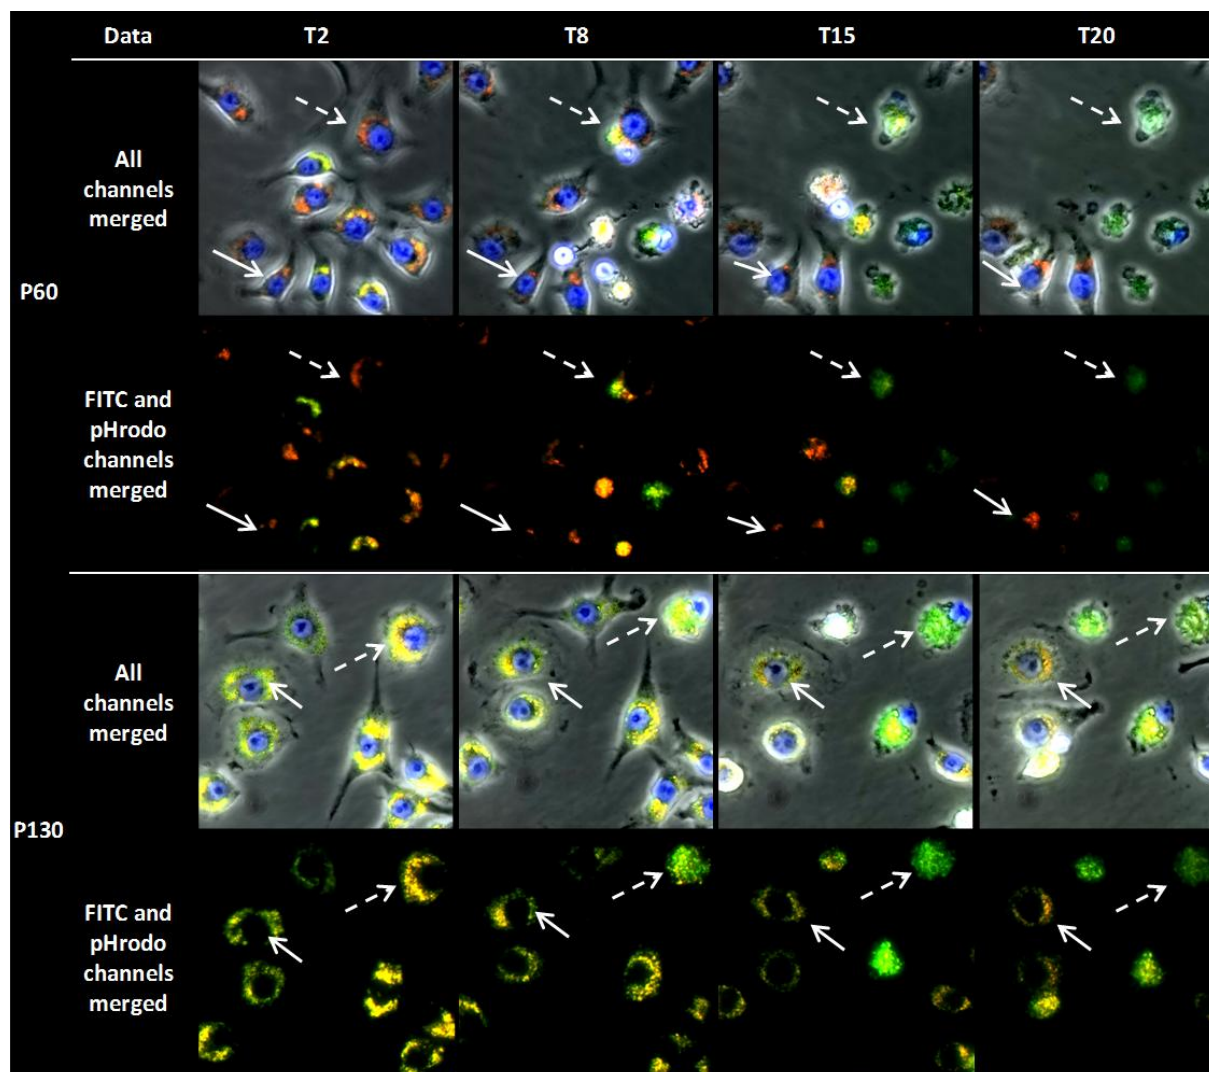 Data T2 T8 T15 T20
P60
All
channels
merged
FITC and
pHrodo
channels
merged
P130
All
channels
merged
FITC and
pHrodo
channels
merged